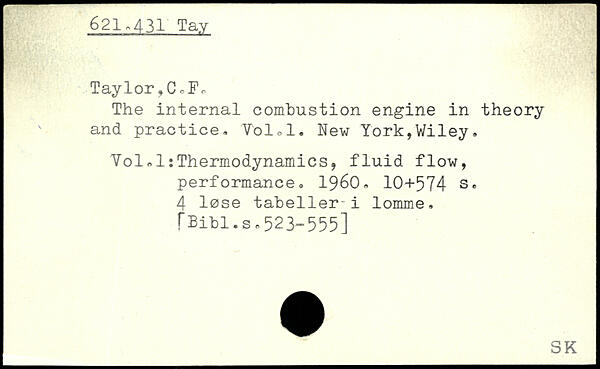 621.431 Tay
Taylor,C.F.
The internal combustion engine in theory
and practice. Vol.1. New York,Wiley.
Vol.1:Thermodynamics, fluid flow,
performance. 1960. 10+574 s.
4 løse tabeller i lomme.
[Bibl.s.523-555]
SK